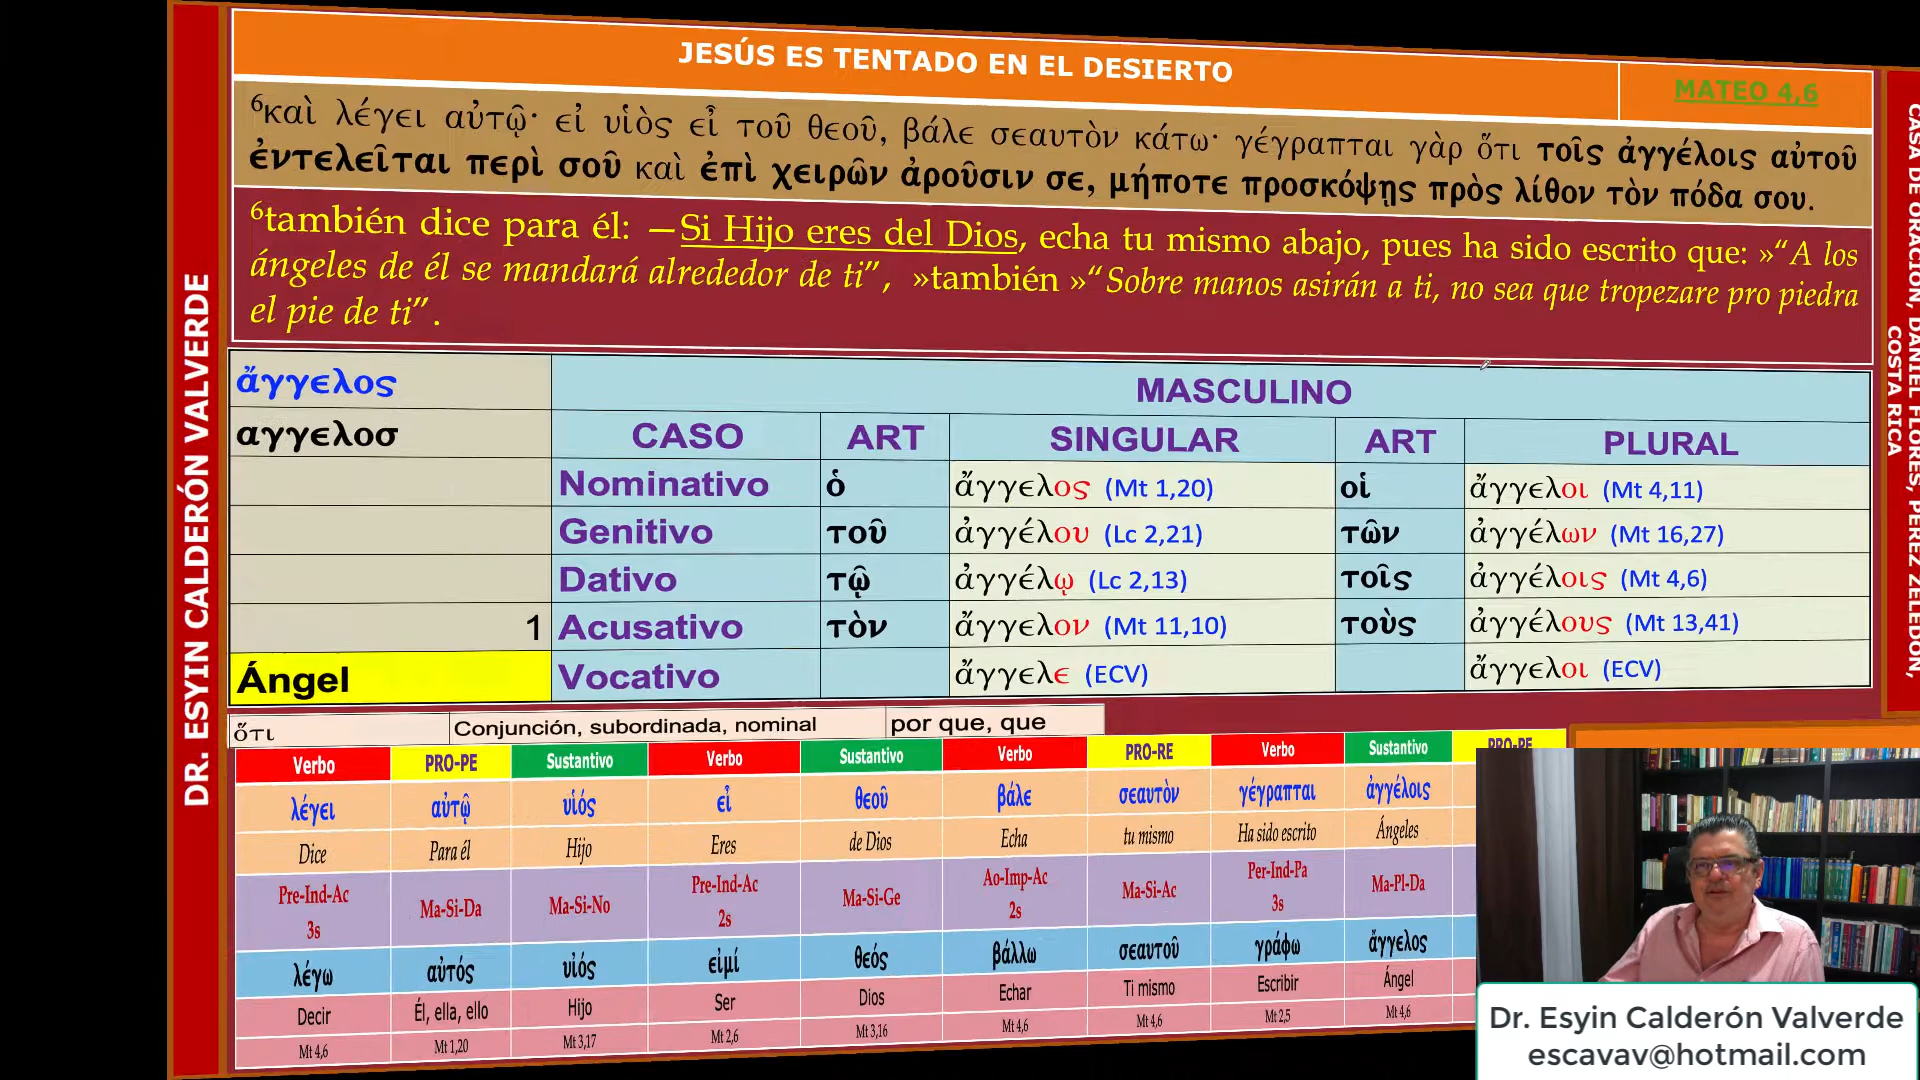 JESÚS ES TENTADO EN EL DESIERTO
MATEO 4,6
⁶καὶ λέγει αὐτῷ· εἰ υἱὸς εἶ τοῦ θεοῦ, βάλε σεαυτὸν κάτω· γέγραπται γὰρ ὅτι τοῖς ἀγγέλοις αὐτοῦ
ἐντελεῖται περὶ σοῦ καὶ ἐπὶ χειρῶν ἀροῦσιν σε, μήποτε προσκόψῃς πρὸς λίθον τὸν πόδα σου.
⁶también dice para él: —Si Hijo eres del Dios, echa tu mismo abajo, pues ha sido escrito que: »“A los
ángeles de él se mandará alrededor de ti”, »también »“Sobre manos asirán a ti, no sea que tropezare pro piedra
el pie de ti”.
ἄγγελος MASCULINO
αγγελοσ CASO ART SINGULAR ART PLURAL
Nominativo ὁ ἄγγελος (Mt 1,20) οἱ ἄγγελοι (Mt 4,11)
Genitivo τοῦ ἀγγέλου (Lc 2,21) τῶν ἀγγέλων (Mt 16,27)
Dativo τῷ ἀγγέλῳ (Lc 2,13) τοῖς ἀγγέλοις (Mt 4,6)
1 Acusativo τὸν ἄγγελον (Mt 11,10) τοὺς ἀγγέλους (Mt 13,41)
Ángel Vocativo ἄγγελε (ECV) ἄγγελοι (ECV)
ὅτι Conjunción, subordinada, nominal por que, que
Verbo PRO-PE Sustantivo Verbo Sustantivo Verbo PRO-RE Verbo Sustantivo PRO-PE
λέγει αὐτῷ υἱός εἶ θεοῦ βάλε σεαυτὸν γέγραπται ἀγγέλοις
Dice Para él Hijo Eres de Dios Echa tu mismo Ha sido escrito Ángeles
Pre-Ind-Ac 3s Ma-Si-Da Ma-Si-No Pre-Ind-Ac 2s Ma-Si-Ge Ao-Imp-Ac 2s Ma-Si-Ac Per-Ind-Pa 3s Ma-Pl-Da
λέγω αὐτός υἱός εἰμί θεός βάλλω σεαυτοῦ γράφω ἄγγελος
Decir Él, ella, ello Hijo Ser Dios Echar Ti mismo Escribir Ángel
Mt 4,6 Mt 1,20 Mt 3,17 Mt 2,6 Mt 3,16 Mt 4,6 Mt 4,6 Mt 2,5 Mt 4,6
DR. ESYIN CALDERÓN VALVERDE
CASA DE ORACIÓN, DANIEL FLORES, PÉREZ ZELEDÓN,
COSTA RICA
Dr. Esyin Calderón Valverde
escavav@hotmail.com